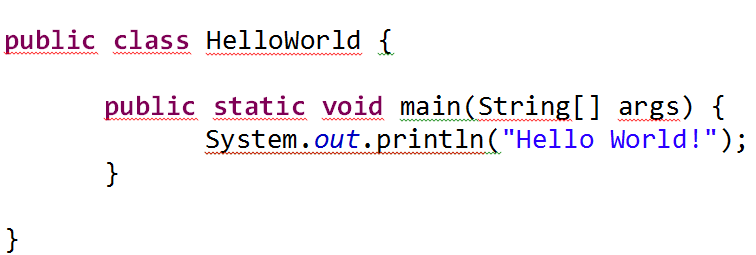 public class HelloWorld {
public static void main(String[] args) {
System.out.println("Hello World!");
}
}